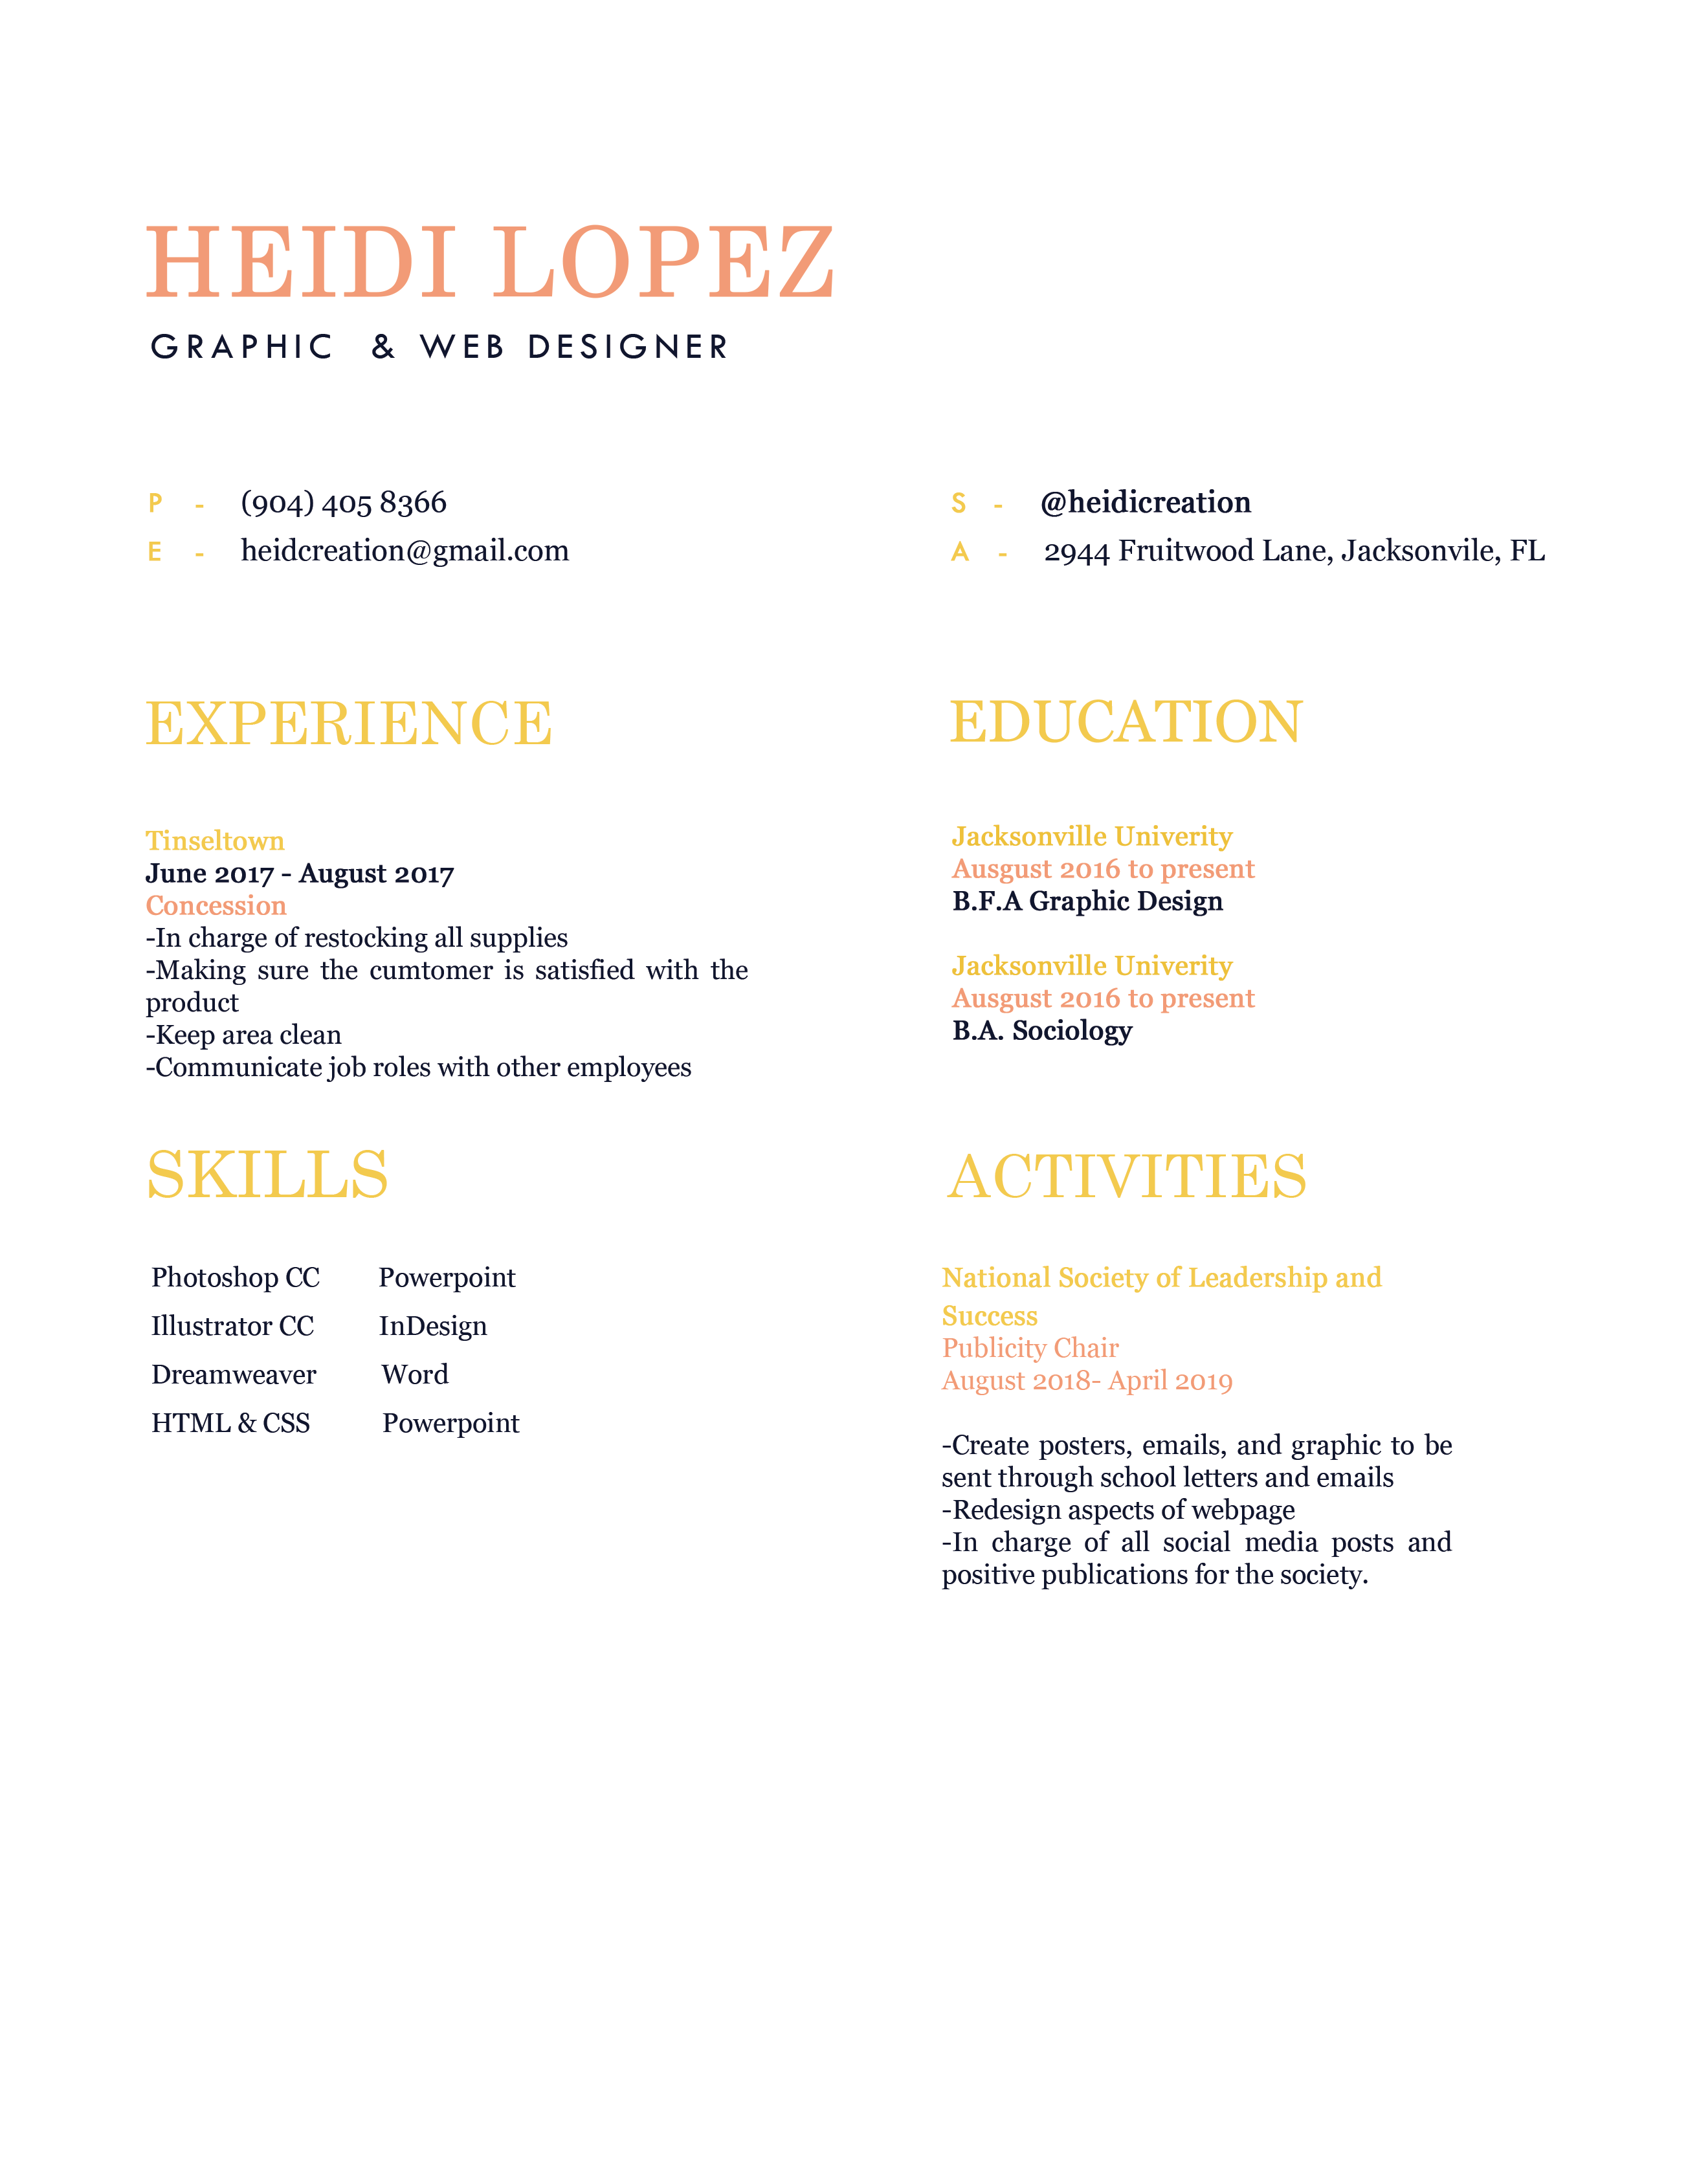 HEIDI LOPEZ
GRAPHIC & WEB DESIGNER
P - (904) 405 8366
E - heidcreation@gmail.com
S - @heidicreation
A - 2944 Fruitwood Lane, Jacksonvile, FL
EXPERIENCE
Tinseltown
June 2017 - August 2017
Concession
-In charge of restocking all supplies
-Making sure the cumtomer is satisfied with the
product
-Keep area clean
-Communicate job roles with other employees
EDUCATION
Jacksonville Univerity
Ausgust 2016 to present
B.F.A Graphic Design
Jacksonville Univerity
Ausgust 2016 to present
B.A. Sociology
SKILLS
Photoshop CC Powerpoint
Illustrator CC InDesign
Dreamweaver Word
HTML & CSS Powerpoint
ACTIVITIES
National Society of Leadership and
Success
Publicity Chair
August 2018- April 2019
-Create posters, emails, and graphic to be
sent through school letters and emails
-Redesign aspects of webpage
-In charge of all social media posts and
positive publications for the society.